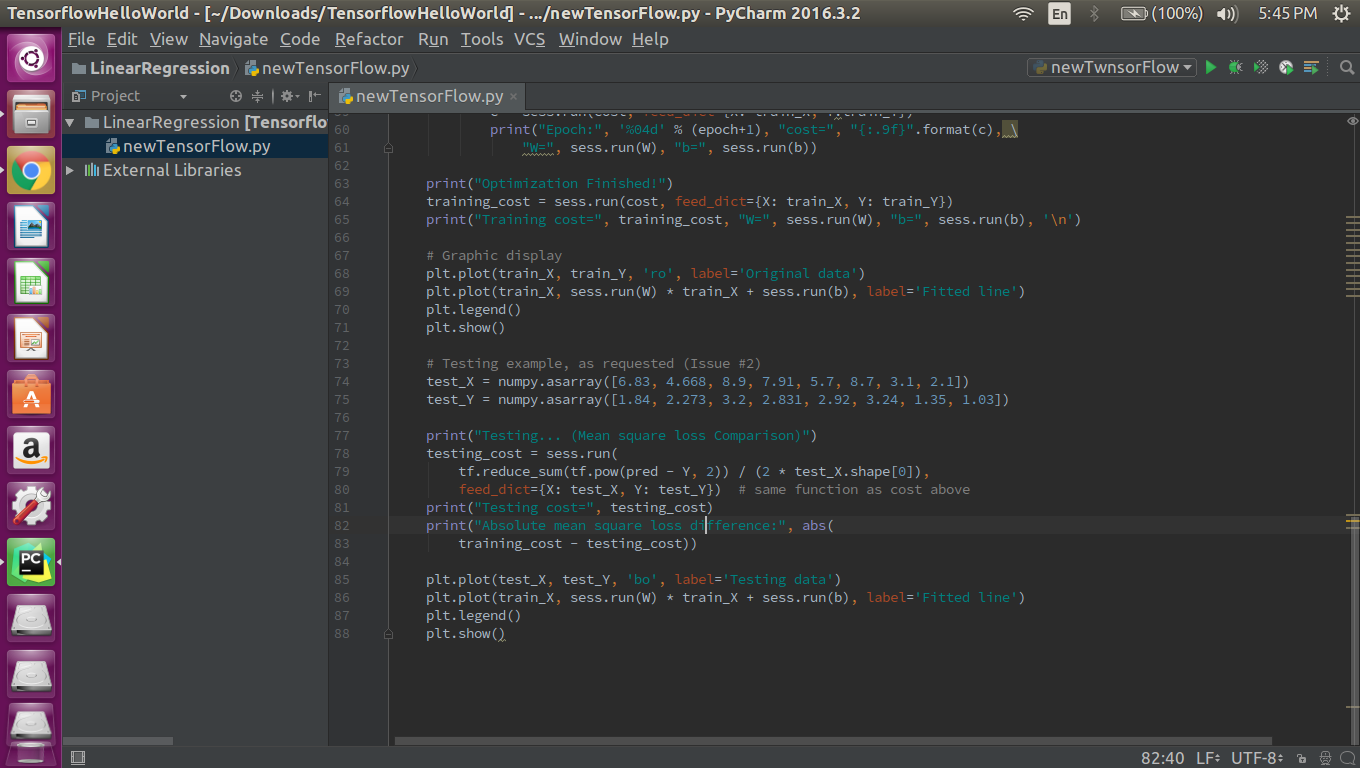 TensorflowHelloWorld - [~/Downloads/TensorflowHelloWorld] - .../newTensorFlow.py - PyCharm 2016.3.2
En
(100%)
5:45 PM
File Edit View Navigate Code Refactor Run Tools VCS Window Help
LinearRegression
newTensorFlow.py
newTwnsorFlow
Project
newTensorFlow.py
LinearRegression [Tensorflo
newTensorFlow.py
External Libraries
60 print("Epoch:", '%04d' % (epoch+1), "cost=", "{:.9f}".format(c), \
61 "W=", sess.run(W), "b=", sess.run(b))
62
63 print("Optimization Finished!")
64 training_cost = sess.run(cost, feed_dict={X: train_X, Y: train_Y})
65 print("Training cost=", training_cost, "W=", sess.run(W), "b=", sess.run(b), '\n')
66
67 # Graphic display
68 plt.plot(train_X, train_Y, 'ro', label='Original data')
69 plt.plot(train_X, sess.run(W) * train_X + sess.run(b), label='Fitted line')
70 plt.legend()
71 plt.show()
72
73 # Testing example, as requested (Issue #2)
74 test_X = numpy.asarray([6.83, 4.668, 8.9, 7.91, 5.7, 8.7, 3.1, 2.1])
75 test_Y = numpy.asarray([1.84, 2.273, 3.2, 2.831, 2.92, 3.24, 1.35, 1.03])
76
77 print("Testing... (Mean square loss Comparison)")
78 testing_cost = sess.run(
79 tf.reduce_sum(tf.pow(pred - Y, 2)) / (2 * test_X.shape[0]),
80 feed_dict={X: test_X, Y: test_Y}) # same function as cost above
81 print("Testing cost=", testing_cost)
82 print("Absolute mean square loss difference:", abs(
83 training_cost - testing_cost))
84
85 plt.plot(test_X, test_Y, 'bo', label='Testing data')
86 plt.plot(train_X, sess.run(W) * train_X + sess.run(b), label='Fitted line')
87 plt.legend()
88 plt.show()
PC
82:40 LF UTF-8